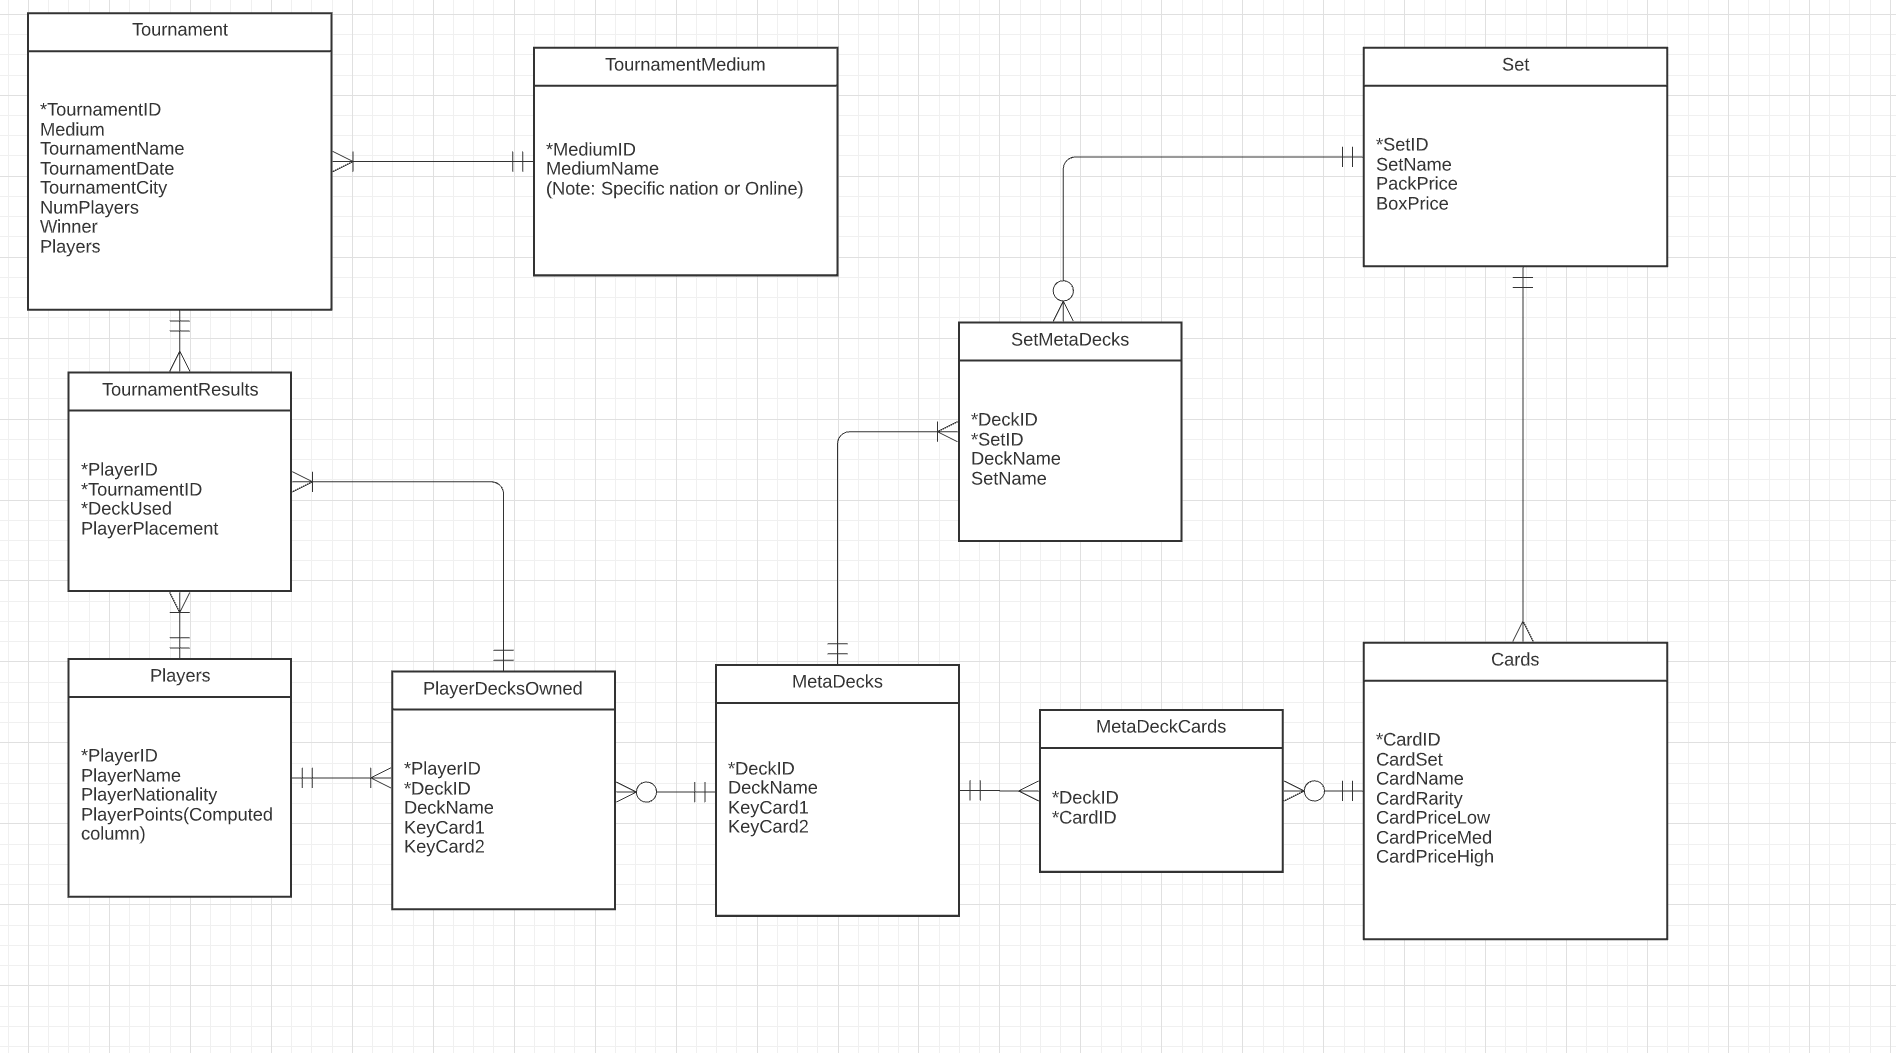 Tournament
*TournamentID
Medium
TournamentName
TournamentDate
TournamentCity
NumPlayers
Winner
Players
TournamentMedium
*MediumID
MediumName
(Note: Specific nation or Online)
Set
*SetID
SetName
PackPrice
BoxPrice
TournamentResults
*PlayerID
*TournamentID
*DeckUsed
PlayerPlacement
SetMetaDecks
*DeckID
*SetID
DeckName
SetName
Players
*PlayerID
PlayerName
PlayerNationality
PlayerPoints(Computed
column)
PlayerDecksOwned
*PlayerID
*DeckID
DeckName
KeyCard1
KeyCard2
MetaDecks
*DeckID
DeckName
KeyCard1
KeyCard2
MetaDeckCards
*DeckID
*CardID
Cards
*CardID
CardSet
CardName
CardRarity
CardPriceLow
CardPriceMed
CardPriceHigh